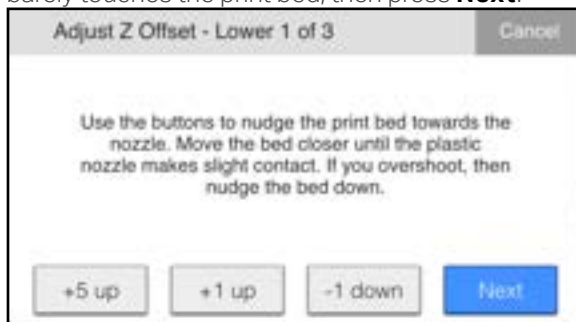 barely touches the print bed, then press Next.
Adjust Z Offset - Lower 1 of 3
Cancel
Use the buttons to nudge the print bed towards the
nozzle. Move the bed closer until the plastic
nozzle makes slight contact. If you overshoot, then
nudge the bed down.
+5 up
+1 up
-1 down
Next